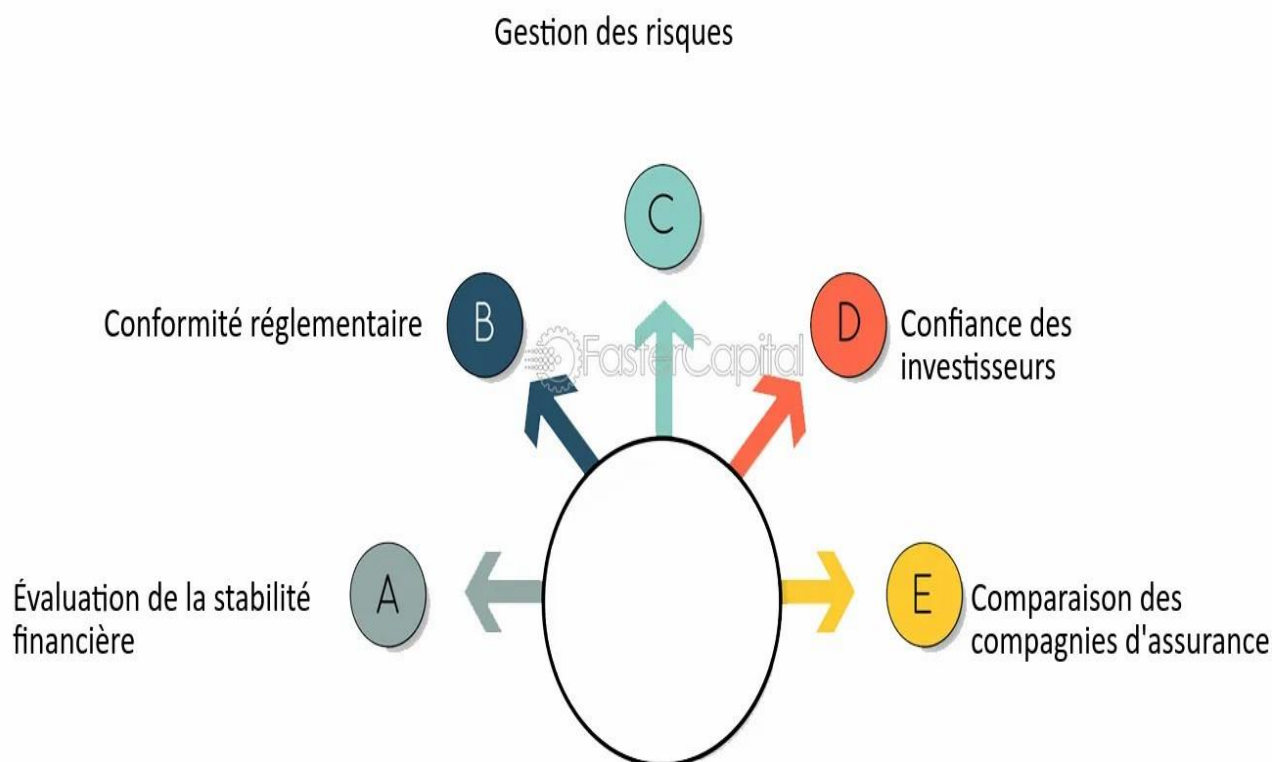 Gestion des risques
C
Conformité réglementaire
B
FasterCapital
D
Confiance des
investisseurs
Évaluation de la stabilité
financière
A
E
Comparaison des
compagnies d'assurance